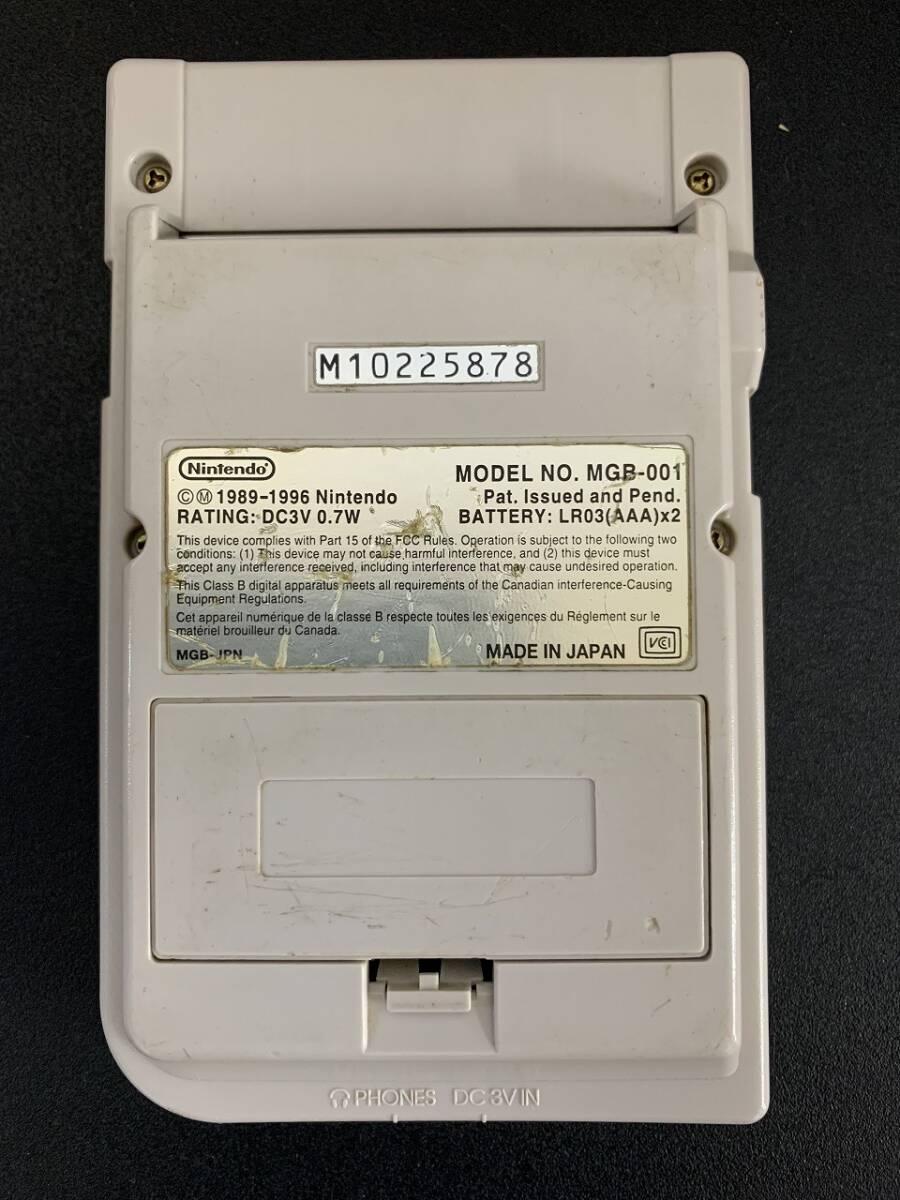 M10225878
Nintendo
MODEL NO. MGB-001
©Ⓜ 1989-1996 Nintendo
Pat. Issued and Pend.
RATING: DC3V 0.7W
BATTERY: LR03(AAA)x2
This device complies with Part 15 of the FCC Rules. Operation is subject to the following two
conditions: (1) This device may not cause harmful interference, and (2) this device must
accept any interference received, including interference that may cause undesired operation.
This Class B digital apparatus meets all requirements of the Canadian interference-Causing
Equipment Regulations.
Cet appareil numérique de la classe B respecte toutes les exigences du Réglement sur le
matériel brouilleur du Canada.
MGB-JPN
MADE IN JAPAN
VCI
PHONES DC 3V IN